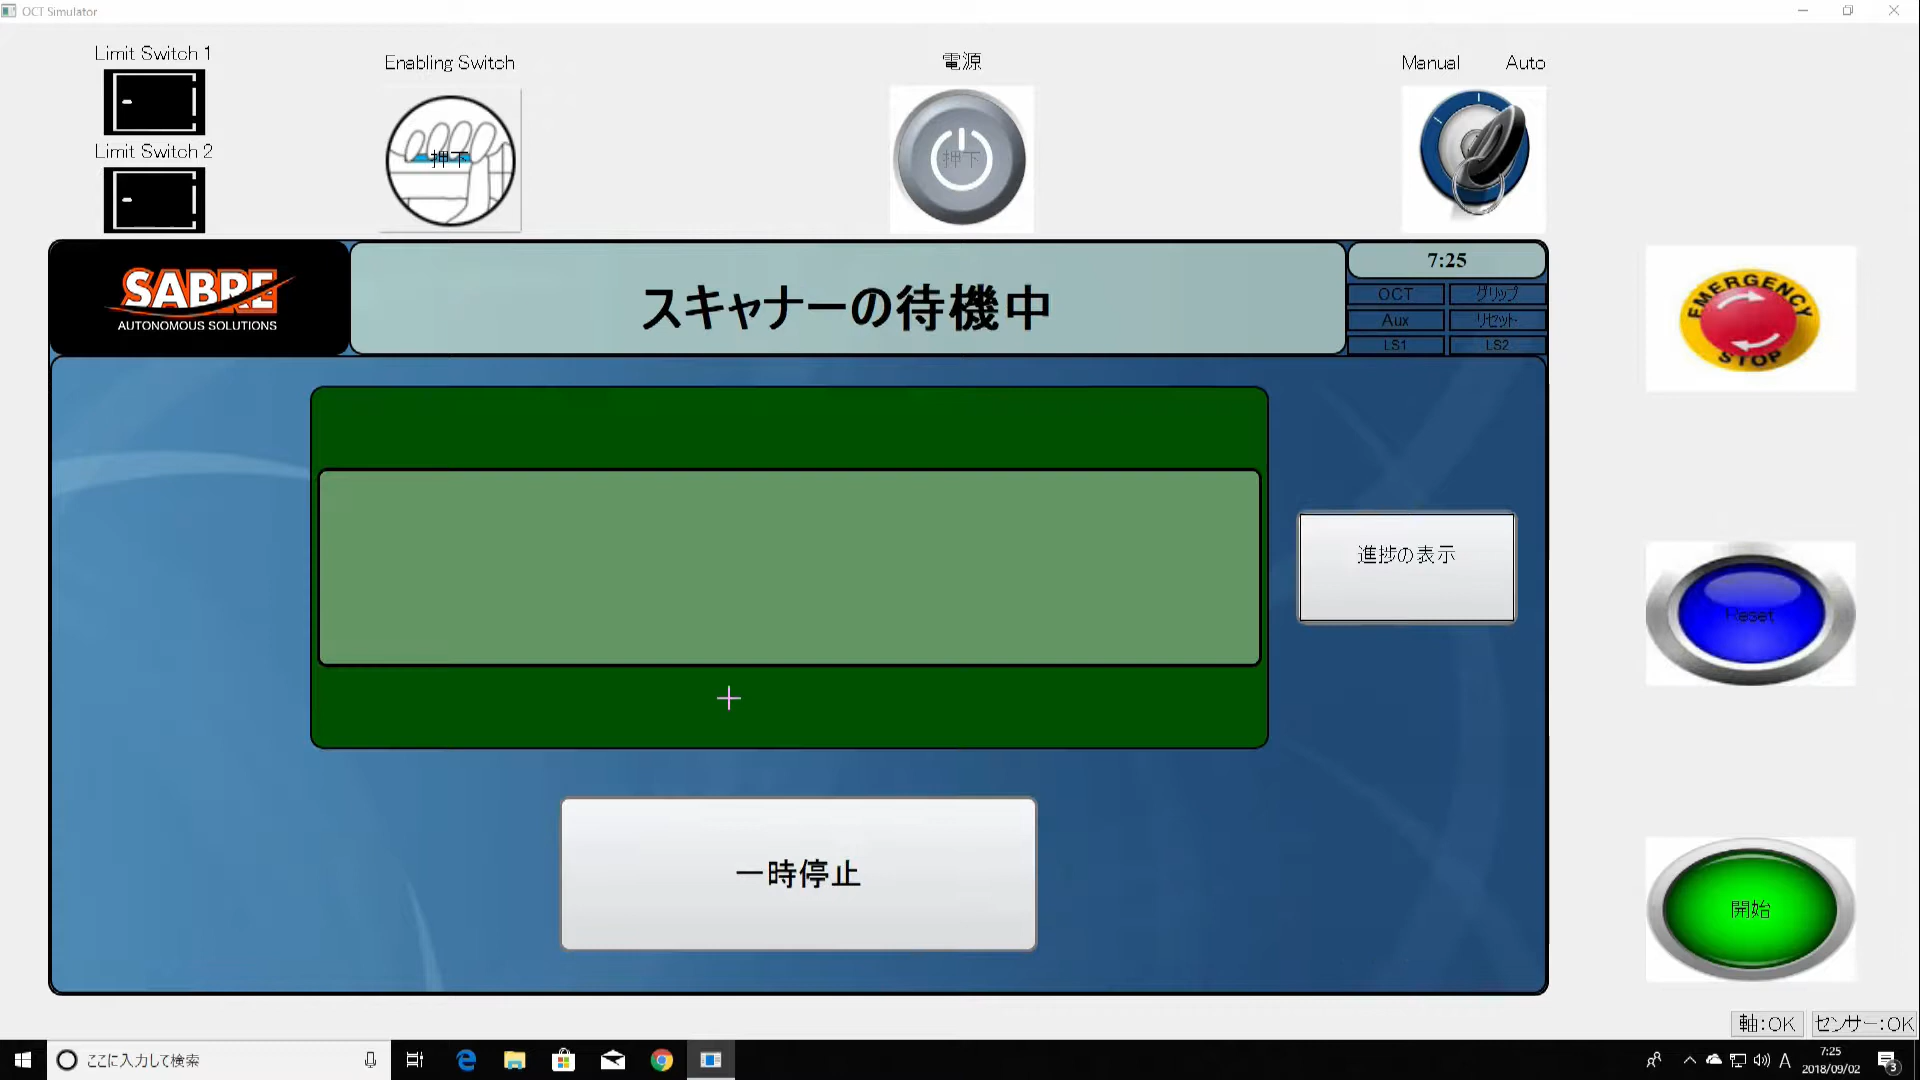 OCT Simulator
Limit Switch 1
Enabling Switch
電源
Manual
Auto
押下
押下
Limit Switch 2
SABRE
AUTONOMOUS SOLUTIONS
スキャナーの待機中
7:25
OCT
グリップ
Aux
リセット
LS1
LS2
EMERGENCY
STOP
進捗の表示
Reset
一時停止
開始
軸:OK
センサー:OK
ここに入力して検索
A
7:25
2018/09/02
3